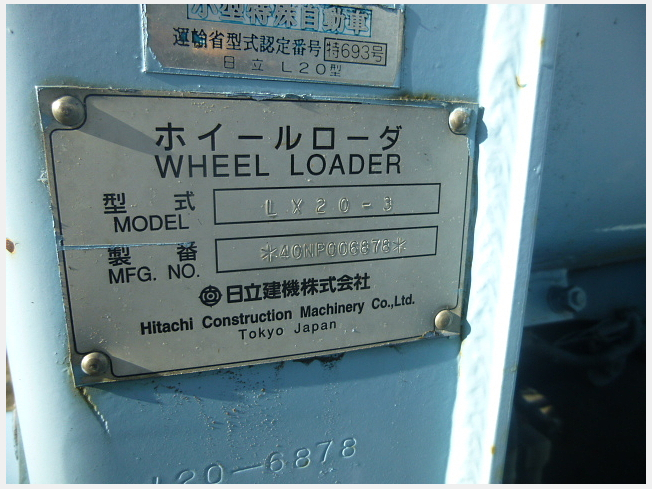 小型特殊自動車
運輸省型式認定番号 特693号
日立 L20型
ホイールローダ
WHEEL LOADER
型式 LX20-3
MODEL
製番 *4CNP006878*
MFG. NO.
日立建機株式会社
Hitachi Construction Machinery Co.,Ltd.
Tokyo Japan
L20-6878